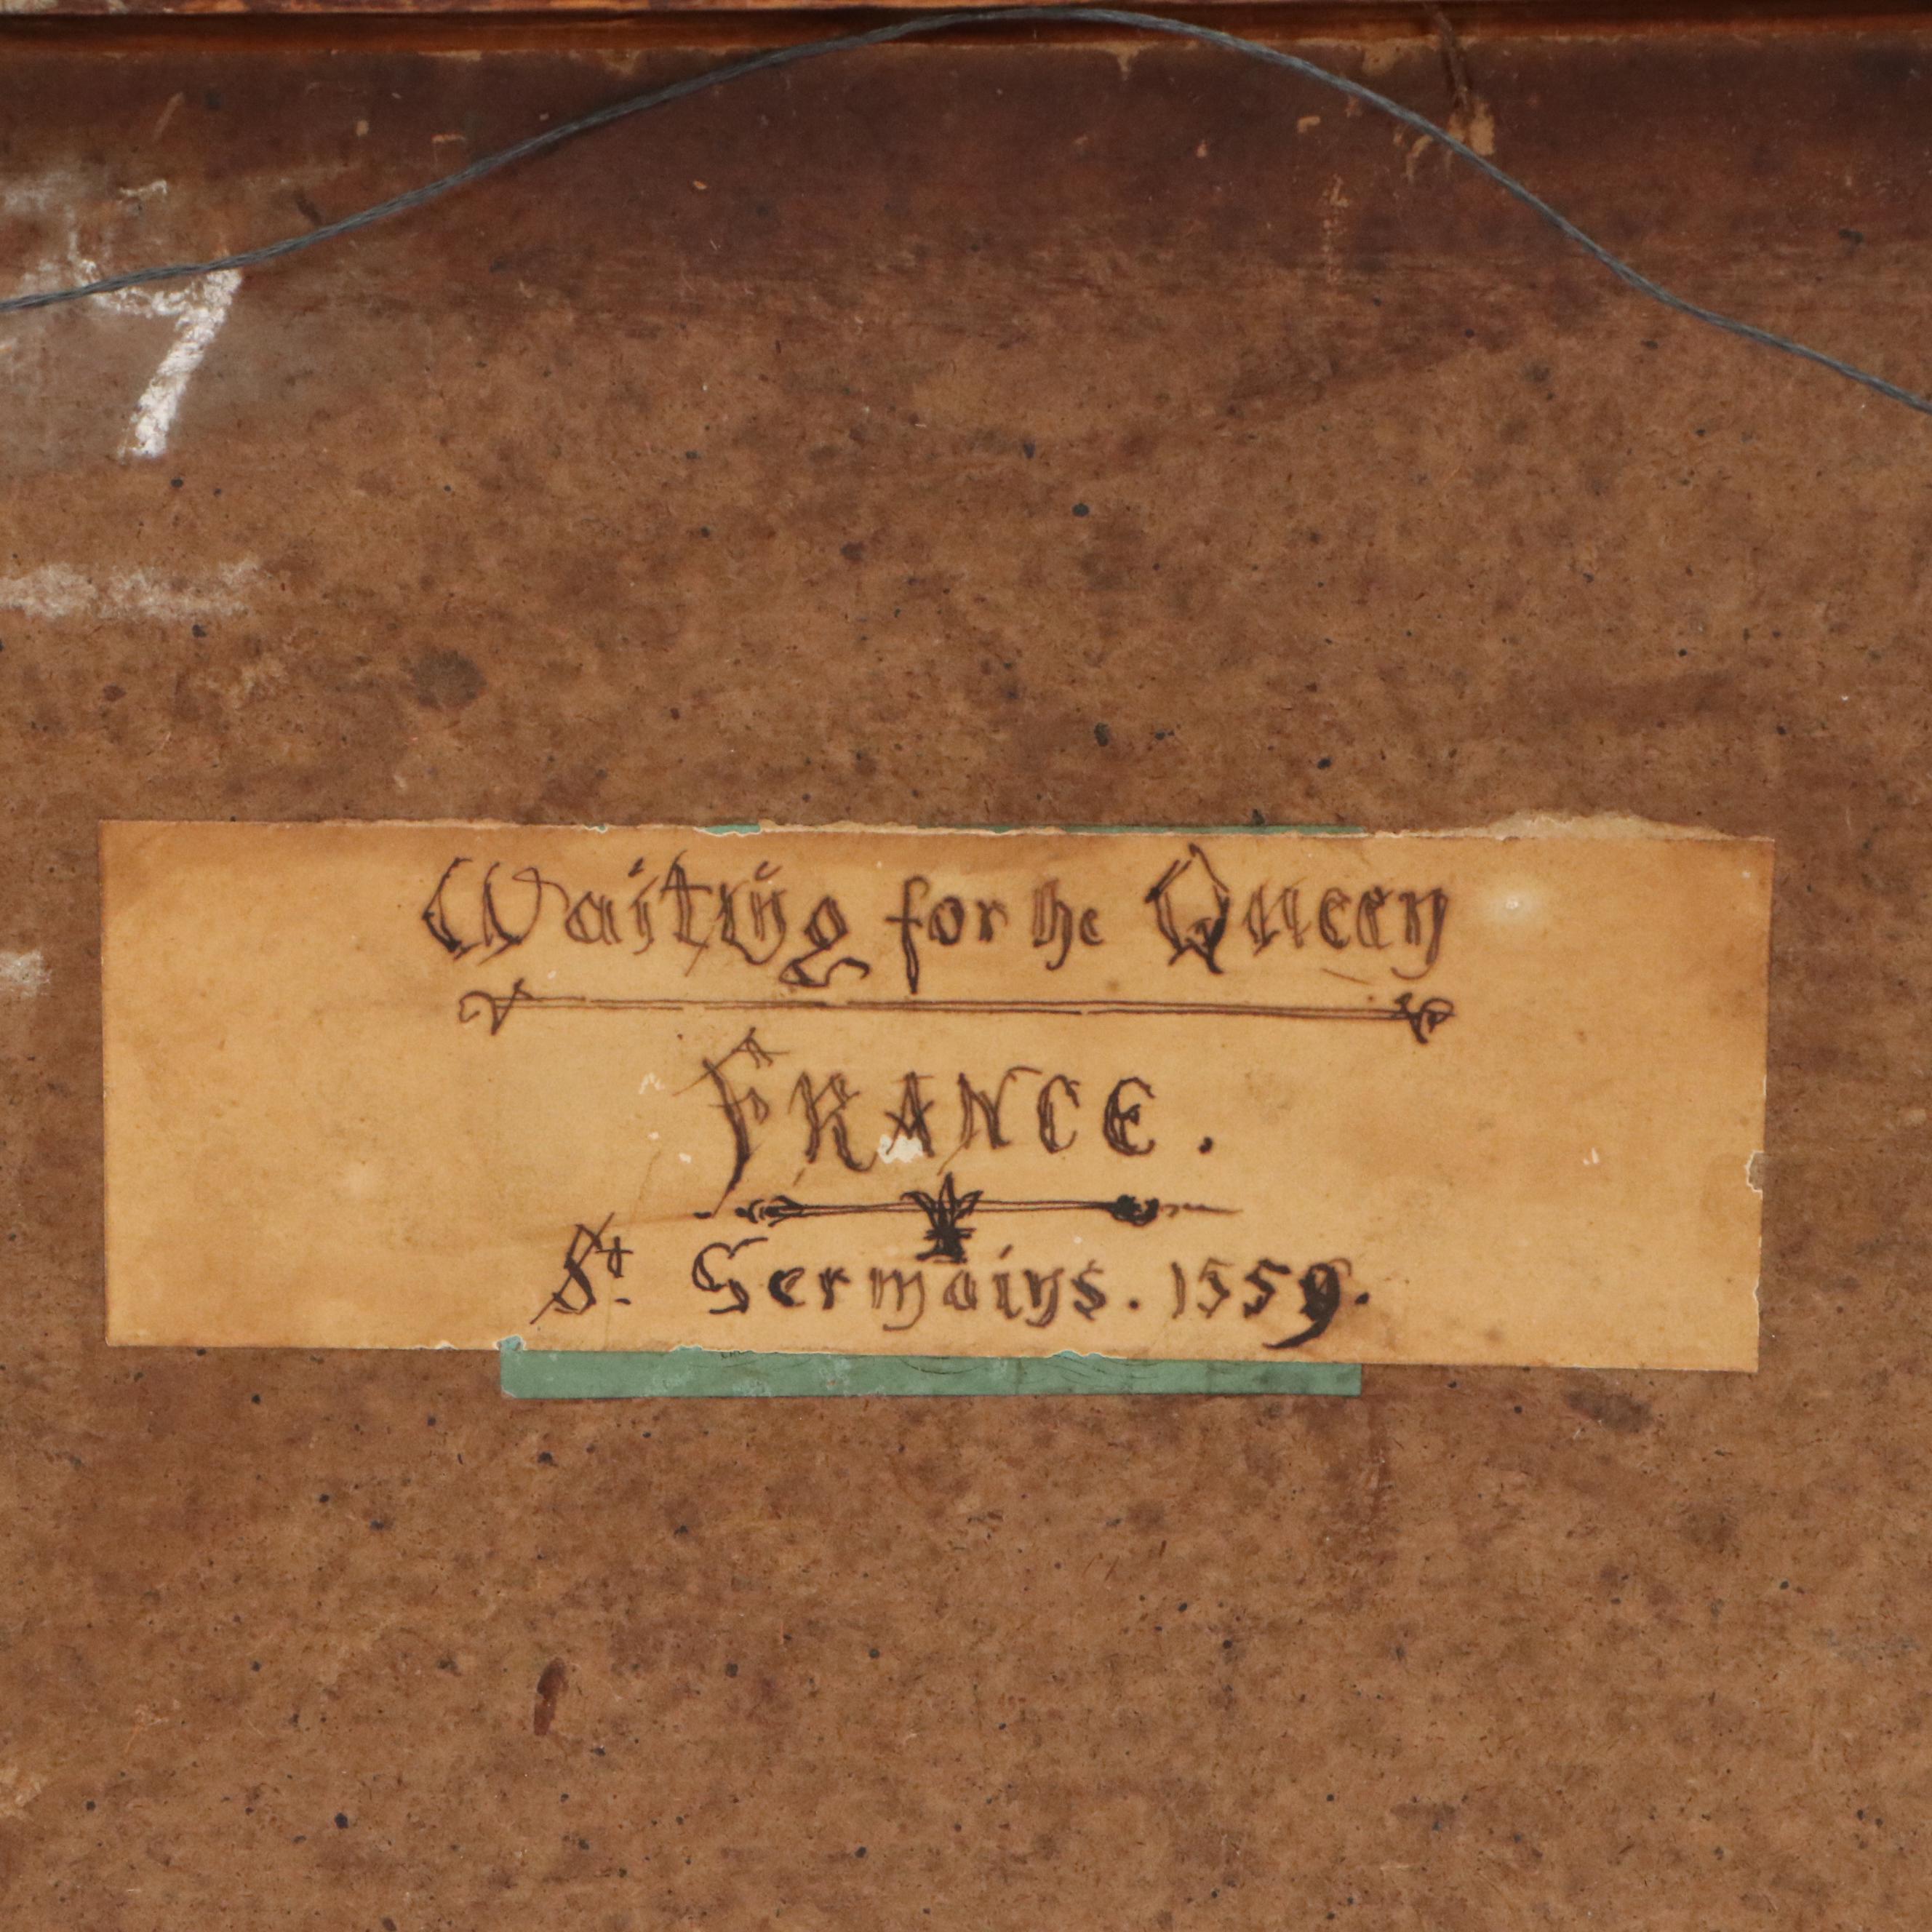 Waiting for he Queen
FRANCE.
St. Germains. 1559.